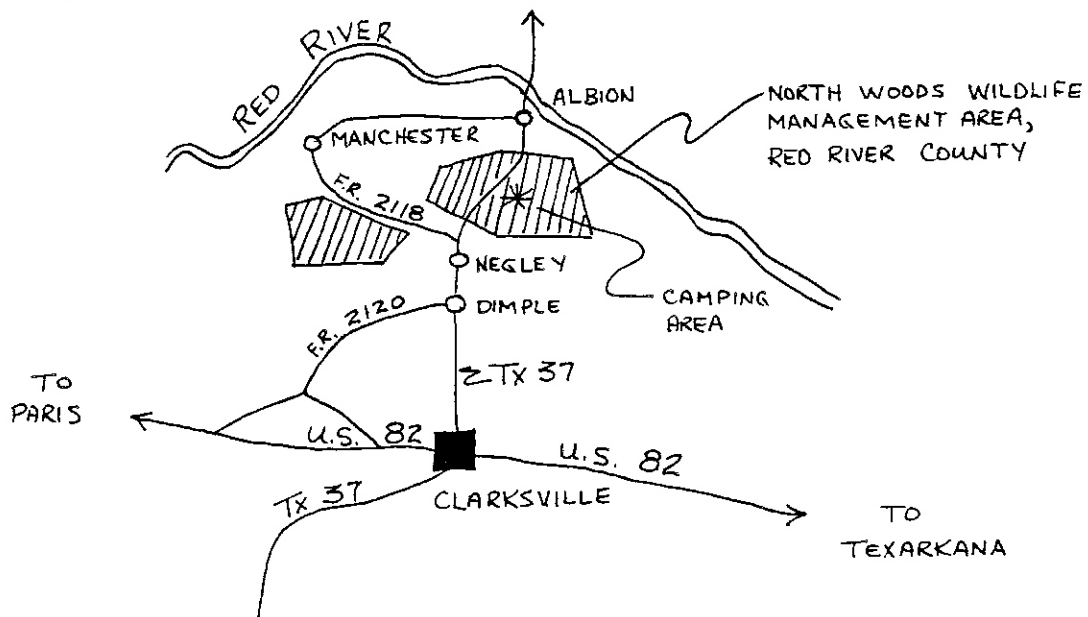 RED RIVER
ALBION
NORTH WOODS WILDLIFE
MANAGEMENT AREA,
RED RIVER COUNTY
MANCHESTER
F.R. 2118
NEGLEY
CAMPING
AREA
DIMPLE
F.R. 2120
TX 37
TO
PARIS
U.S. 82
U.S. 82
TX 37
CLARKSVILLE
TO
TEXARKANA